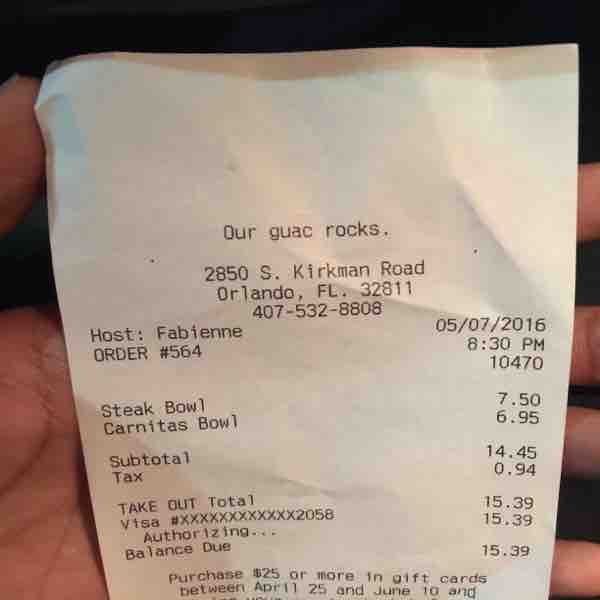 Our guac rocks.
2850 S. Kirkman Road
Orlando, FL. 32811
407-532-8808
Host: Fabienne 05/07/2016
ORDER #564 8:30 PM
10470
Steak Bowl 7.50
Carnitas Bowl 6.95
Subtotal 14.45
Tax 0.94
TAKE OUT Total 15.39
Visa #XXXXXXXXXXXX2058 15.39
Authorizing...
Balance Due 15.39
Purchase $25 or more in gift cards
between April 25 and June 10 and